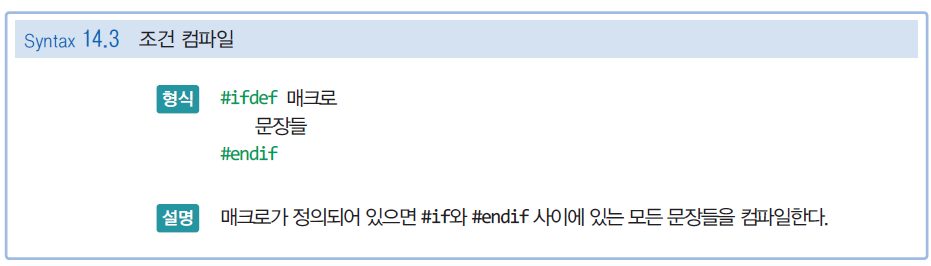 Syntax 14.3 조건 컴파일
형식 #ifdef 매크로
문장들
#endif
설명 매크로가 정의되어 있으면 #if와 #endif 사이에 있는 모든 문장들을 컴파일한다.